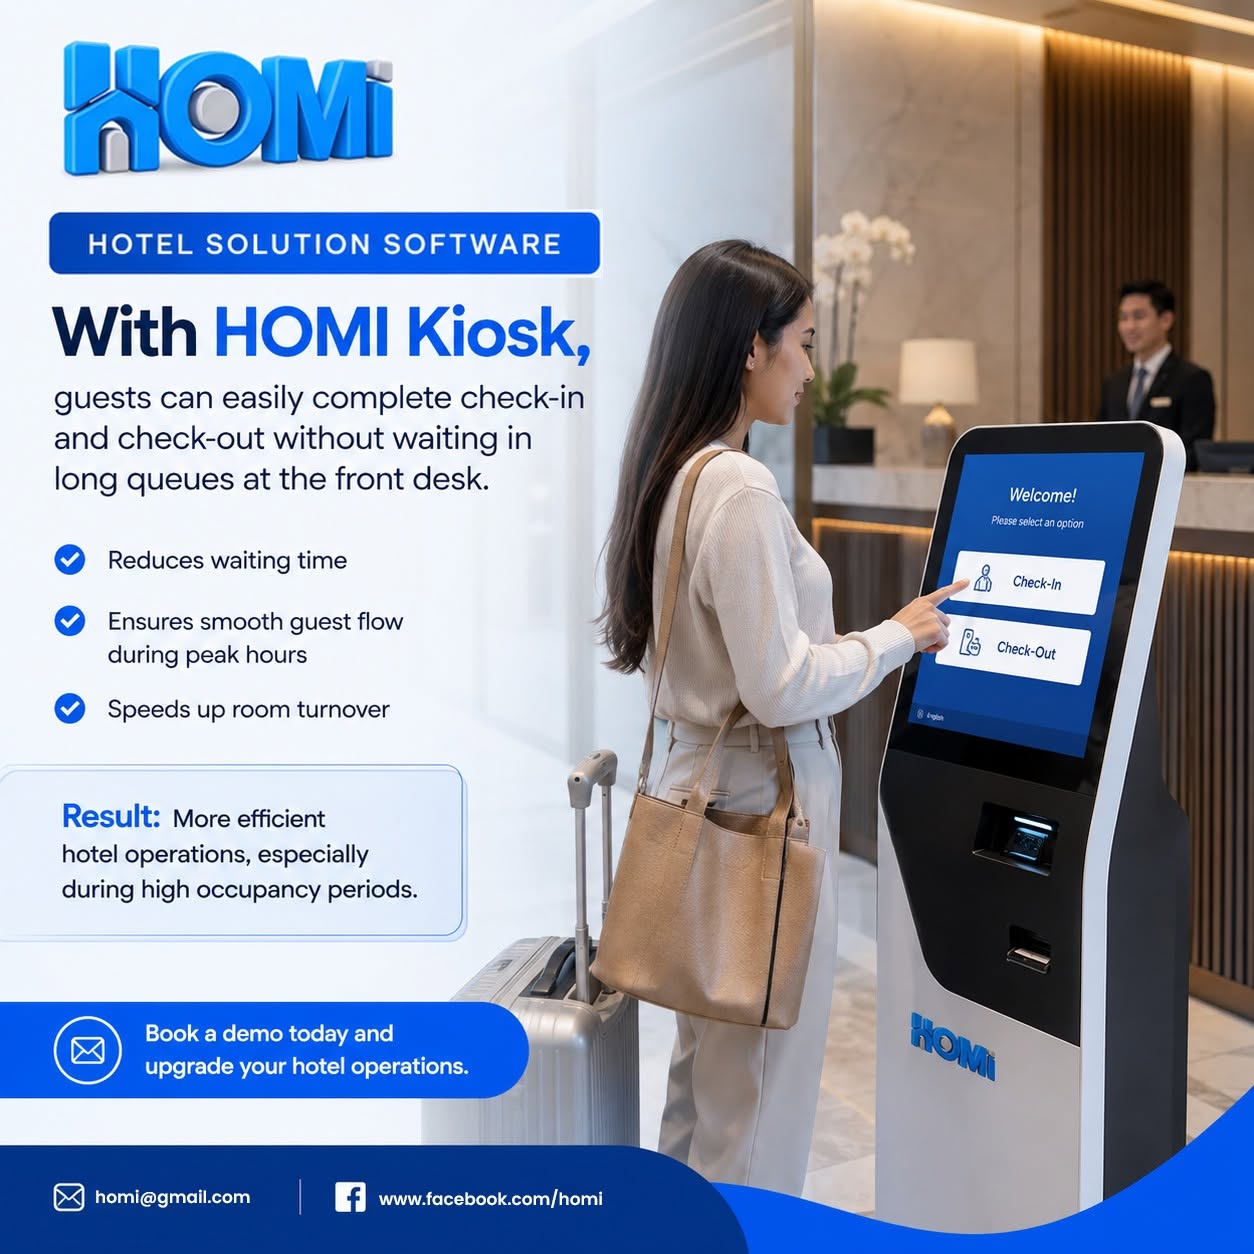 HOMi
HOTEL SOLUTION SOFTWARE
With HOMI Kiosk,
guests can easily complete check-in
and check-out without waiting in
long queues at the front desk.
Reduces waiting time
Ensures smooth guest flow
during peak hours
Speeds up room turnover
Result: More efficient
hotel operations, especially
during high occupancy periods.
Book a demo today and
upgrade your hotel operations.
homi@gmail.com
www.facebook.com/homi
Welcome!
Please select an option
Check-In
Check-Out
English
HOMi